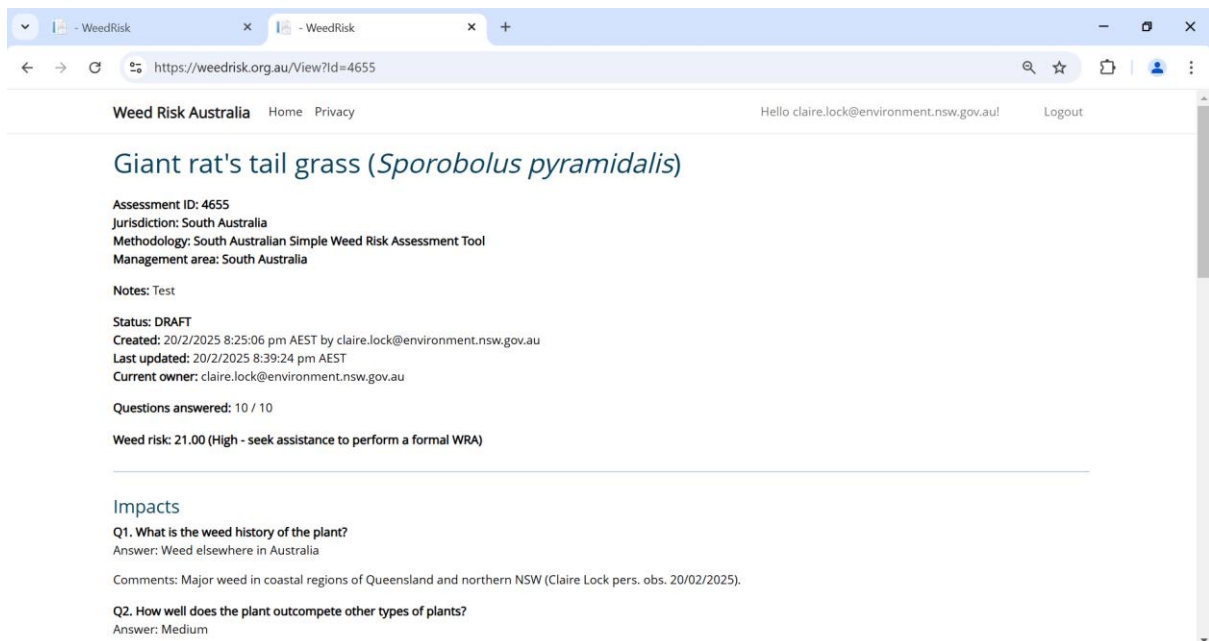 - WeedRisk
- WeedRisk
https://weedrisk.org.au/View?Id=4655
Weed Risk Australia Home Privacy Hello claire.lock@environment.nsw.gov.au! Logout
Giant rat's tail grass (Sporobolus pyramidalis)
Assessment ID: 4655
Jurisdiction: South Australia
Methodology: South Australian Simple Weed Risk Assessment Tool
Management area: South Australia
Notes: Test
Status: DRAFT
Created: 20/2/2025 8:25:06 pm AEST by claire.lock@environment.nsw.gov.au
Last updated: 20/2/2025 8:39:24 pm AEST
Current owner: claire.lock@environment.nsw.gov.au
Questions answered: 10 / 10
Weed risk: 21.00 (High - seek assistance to perform a formal WRA)
Impacts
Q1. What is the weed history of the plant?
Answer: Weed elsewhere in Australia
Comments: Major weed in coastal regions of Queensland and northern NSW (Claire Lock pers. obs. 20/02/2025).
Q2. How well does the plant outcompete other types of plants?
Answer: Medium